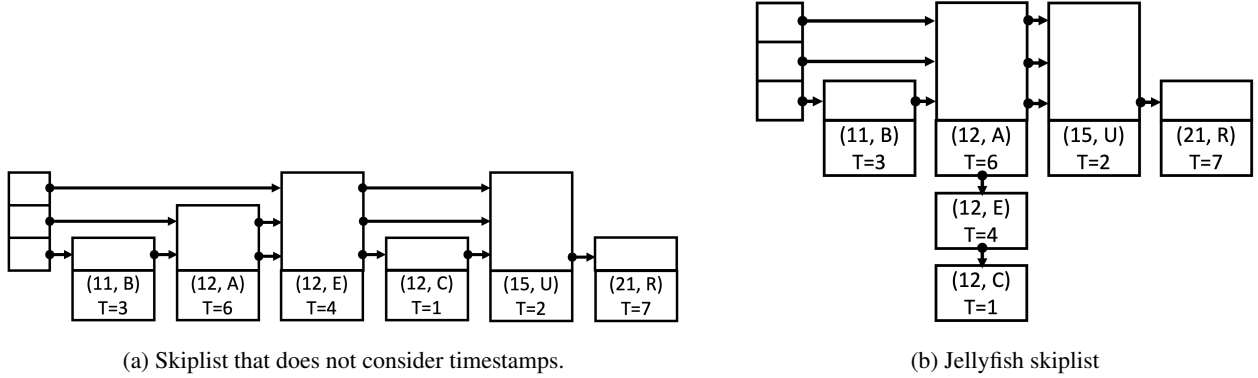 (11, B)
T=3
(12, A)
T=6
(12, E)
T=4
(12, C)
T=1
(15, U)
T=2
(21, R)
T=7
(a) Skiplist that does not consider timestamps.
(11, B)
T=3
(12, A)
T=6
(15, U)
T=2
(21, R)
T=7
(12, E)
T=4
(12, C)
T=1
(b) Jellyfish skiplist